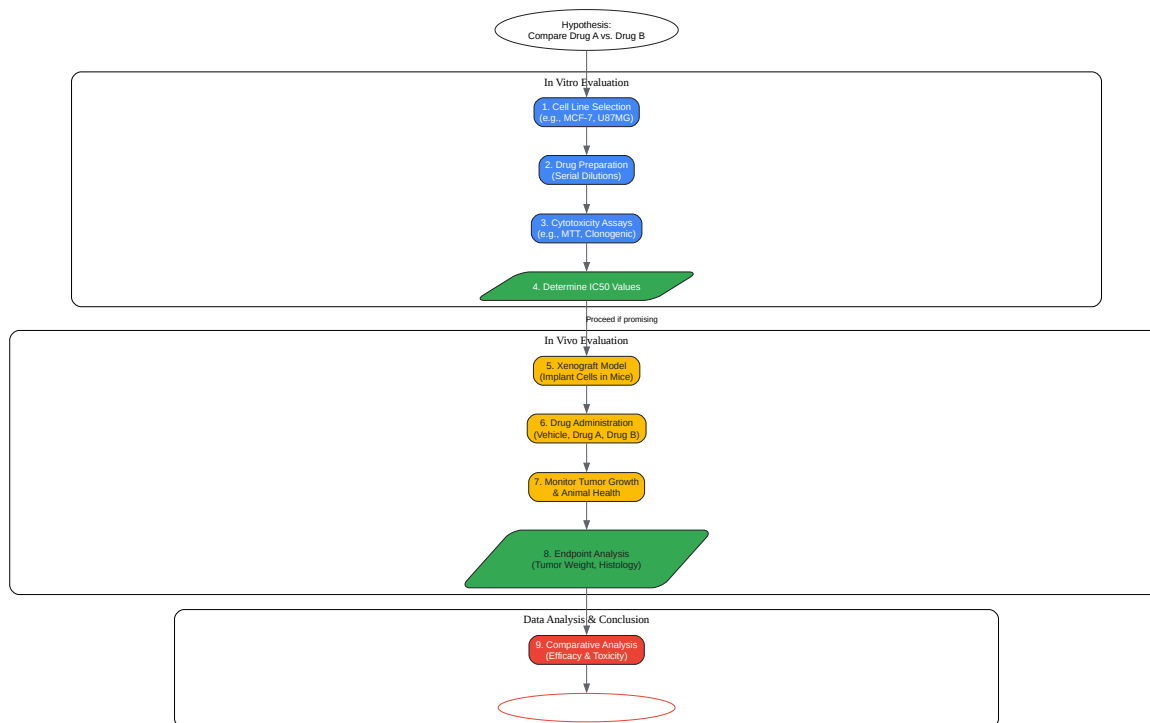 Hypothesis:
Compare Drug A vs. Drug B
In Vitro Evaluation
1. Cell Line Selection
(e.g., MCF-7, U87MG)
2. Drug Preparation
(Serial Dilutions)
3. Cytotoxicity Assays
(e.g., MTT, Clonogenic)
4. Determine IC50 Values
Proceed if promising
In Vivo Evaluation
5. Xenograft Model
(Implant Cells in Mice)
6. Drug Administration
(Vehicle, Drug A, Drug B)
7. Monitor Tumor Growth
& Animal Health
8. Endpoint Analysis
(Tumor Weight, Histology)
Data Analysis & Conclusion
9. Comparative Analysis
(Efficacy & Toxicity)